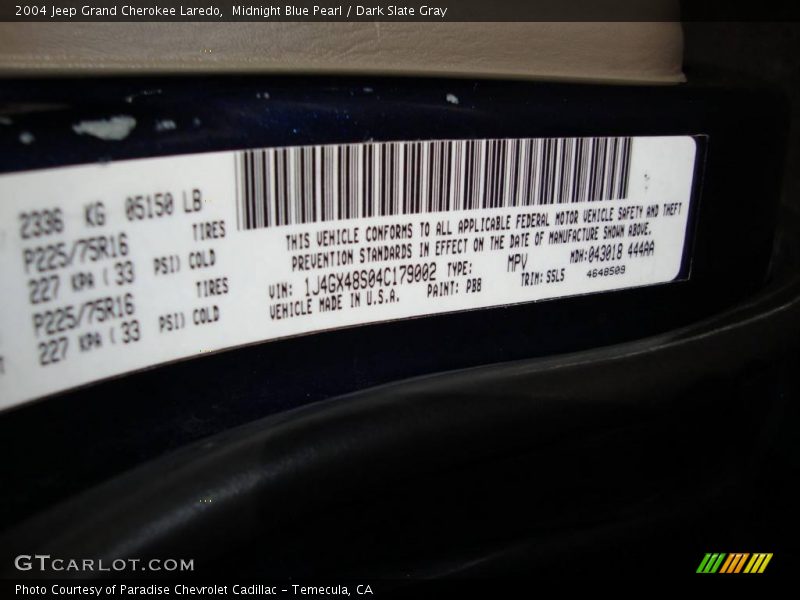 2004 Jeep Grand Cherokee Laredo, Midnight Blue Pearl / Dark Slate Gray
2336 KG 05150 LB
P225/75R16 TIRES
227 KPA ( 33 PSI) COLD
P225/75R16 TIRES
227 KPA ( 33 PSI) COLD
THIS VEHICLE CONFORMS TO ALL APPLICABLE FEDERAL MOTOR VEHICLE SAFETY AND THEFT
PREVENTION STANDARDS IN EFFECT ON THE DATE OF MANUFACTURE SHOWN ABOVE.
VIN: 1J4GX48S04C179002 TYPE: MPV MDH:043018 444AA
VEHICLE MADE IN U.S.A. PAINT: PB8 TRIM: S5L5 4648509
GTCARLOT.COM
Photo Courtesy of Paradise Chevrolet Cadillac - Temecula, CA